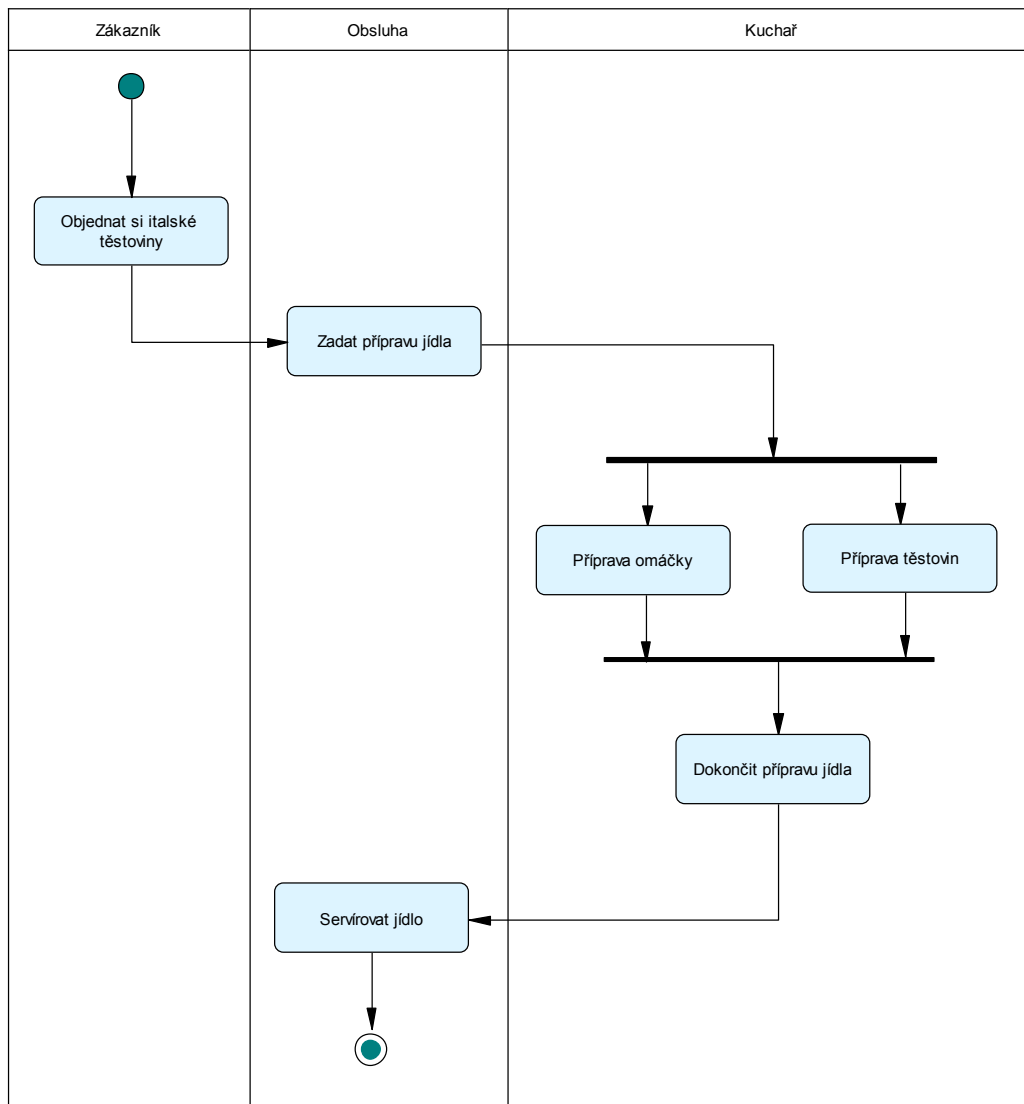 Zákazník
Obsluha
Kuchař
Objednat si italské
těstoviny
Zadat přípravu jídla
Příprava omáčky
Příprava těstovin
Dokončit přípravu jídla
Servírovat jídlo